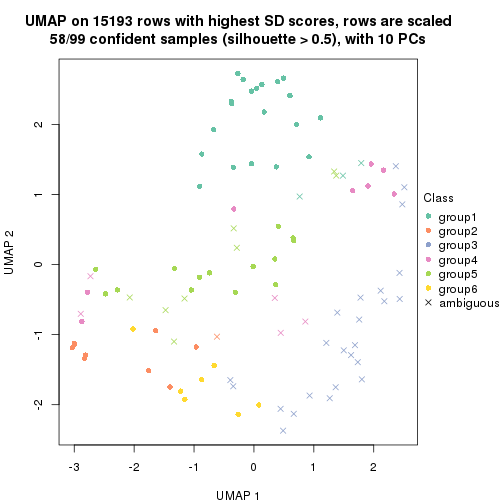 UMAP on 15193 rows with highest SD scores, rows are scaled
58/99 confident samples (silhouette > 0.5), with 10 PCs
UMAP 2
2
1
0
-1
-2
-3
-2
-1
0
1
2
UMAP 1
Class
group1
group2
group3
group4
group5
group6
ambiguous